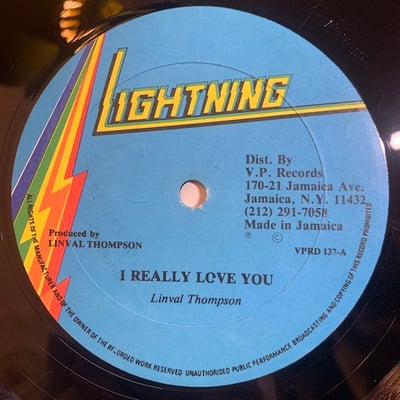 LIGHTNING
Dist. By
V.P. Records
170-21 Jamaica Ave.
Jamaica, N.Y. 11432
(212) 291-7058
Made in Jamaica
℗ ©
Produced by
LINVAL THOMPSON
VPRD 137-A
I REALLY LOVE YOU
Linval Thompson
ALL RIGHTS OF THE MANUFACTURER AND OF THE OWNER OF THE RECORDED WORK RESERVED UNAUTHORISED PUBLIC PERFORMANCE BROADCASTING AND COPYING OF THIS RECORD PROHIBITED